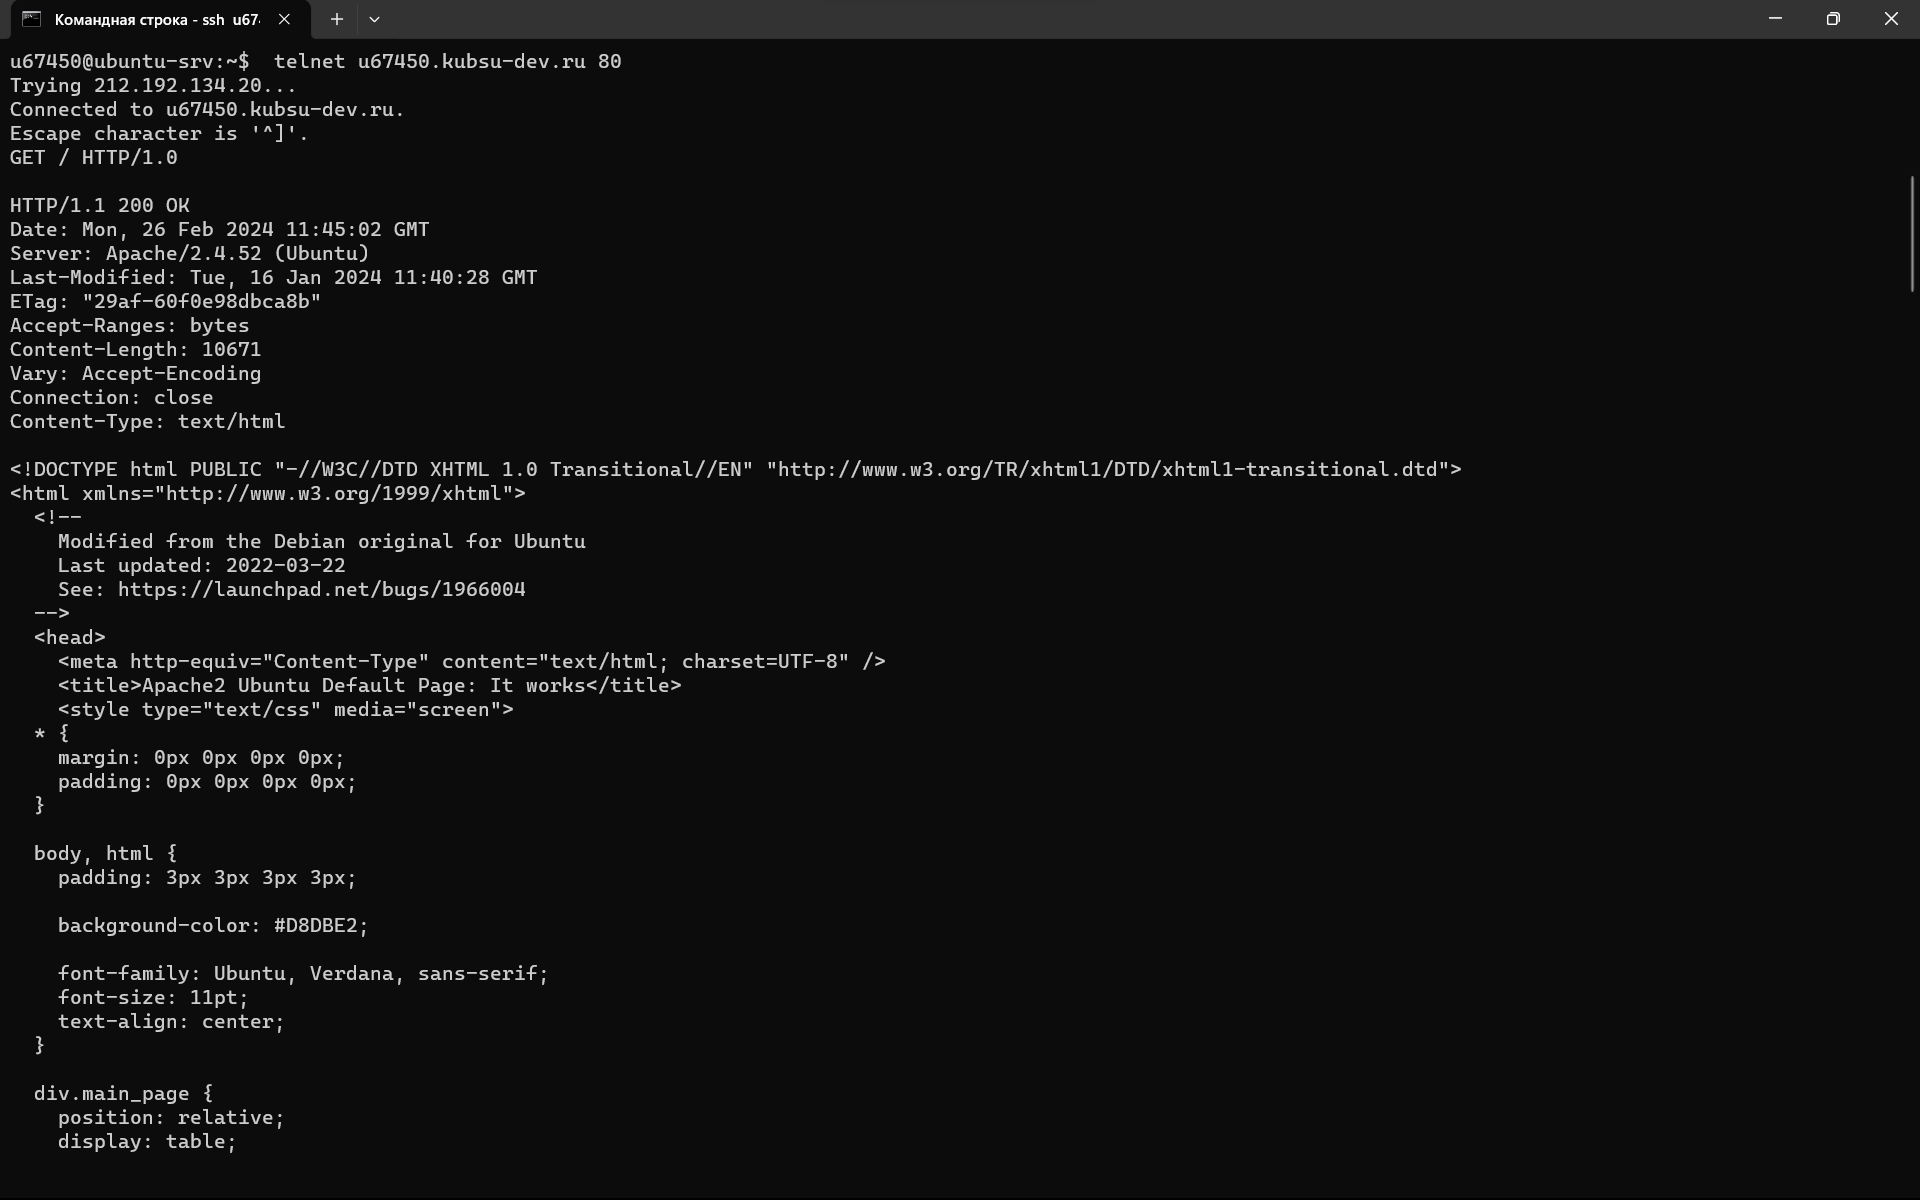 Командная строка - ssh u67
u67450@ubuntu-srv:~$  telnet u67450.kubsu-dev.ru 80
Trying 212.192.134.20...
Connected to u67450.kubsu-dev.ru.
Escape character is '^]'.
GET / HTTP/1.0

HTTP/1.1 200 OK
Date: Mon, 26 Feb 2024 11:45:02 GMT
Server: Apache/2.4.52 (Ubuntu)
Last-Modified: Tue, 16 Jan 2024 11:40:28 GMT
ETag: "29af-60f0e98dbca8b"
Accept-Ranges: bytes
Content-Length: 10671
Vary: Accept-Encoding
Connection: close
Content-Type: text/html

<!DOCTYPE html PUBLIC "-//W3C//DTD XHTML 1.0 Transitional//EN" "http://www.w3.org/TR/xhtml1/DTD/xhtml1-transitional.dtd">
<html xmlns="http://www.w3.org/1999/xhtml">
  <!--
    Modified from the Debian original for Ubuntu
    Last updated: 2022-03-22
    See: https://launchpad.net/bugs/1966004
  -->
  <head>
    <meta http-equiv="Content-Type" content="text/html; charset=UTF-8" />
    <title>Apache2 Ubuntu Default Page: It works</title>
    <style type="text/css" media="screen">
  * {
    margin: 0px 0px 0px 0px;
    padding: 0px 0px 0px 0px;
  }

  body, html {
    padding: 3px 3px 3px 3px;

    background-color: #D8DBE2;

    font-family: Ubuntu, Verdana, sans-serif;
    font-size: 11pt;
    text-align: center;
  }

  div.main_page {
    position: relative;
    display: table;